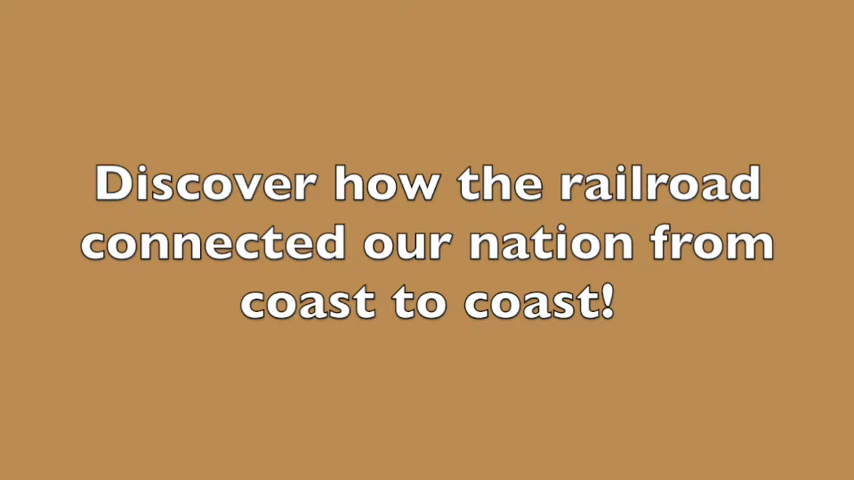 Discover how the railroad
connected our nation from
coast to coast!